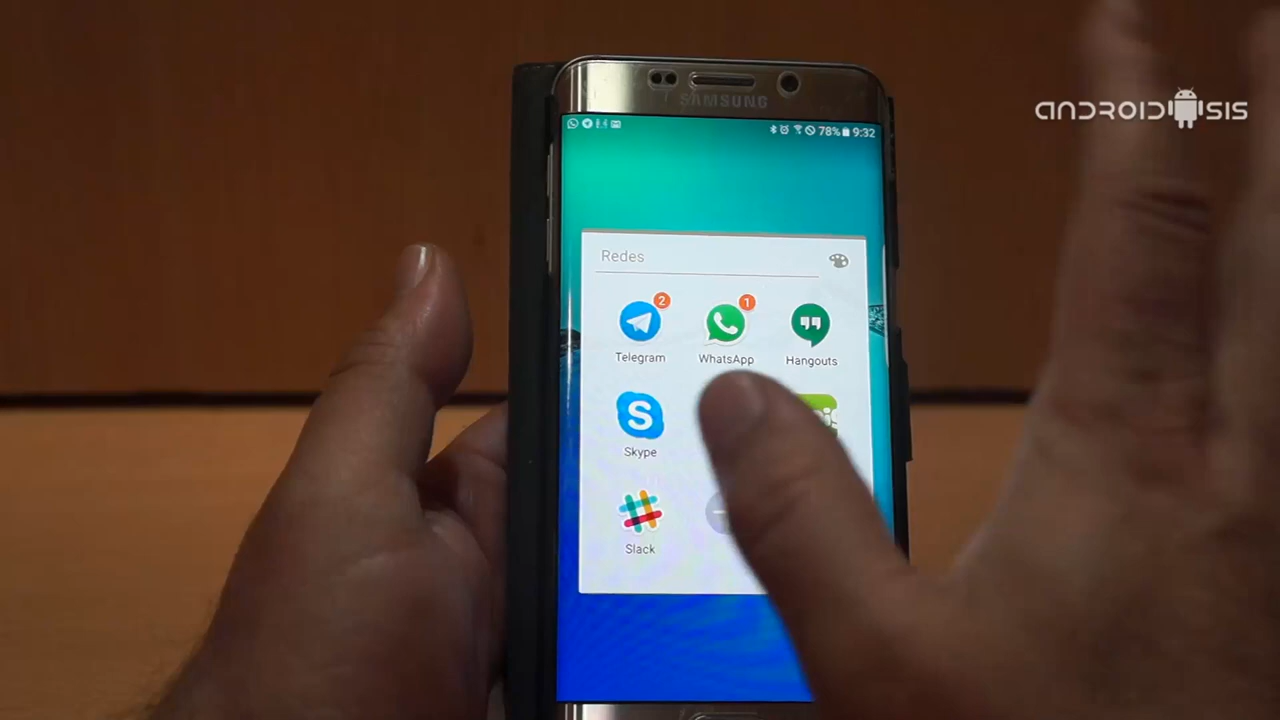 SAMSUNG
ANDROIDSIS
78% 9:32
Redes
2
1
Telegram
WhatsApp
Hangouts
S
Skype
Slack